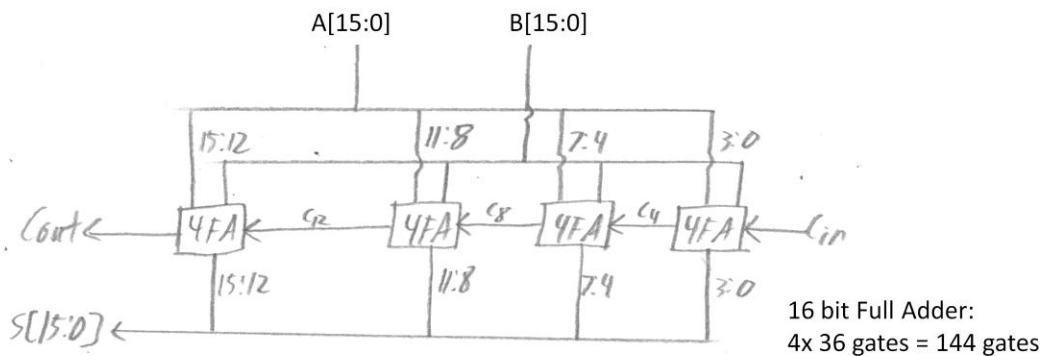 A[15:0] B[15:0]
15:12 11:8 7:4 3:0
Cout 4FA C12 4FA C8 4FA C4 4FA Cin
15:12 11:8 7:4 3:0
S[15:0]
16 bit Full Adder:
4x 36 gates = 144 gates